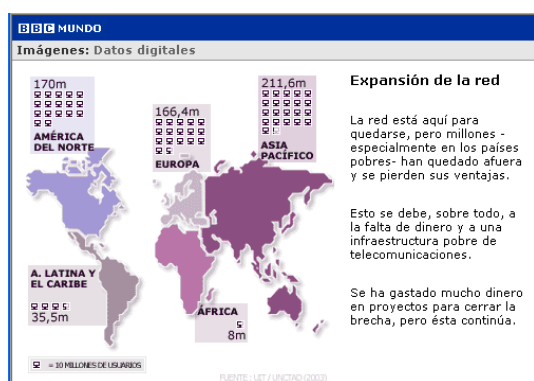 BBC MUNDO
Imágenes: Datos digitales
170m
AMÉRICA
DEL NORTE
166,4m
EUROPA
211,6m
ASIA
PACÍFICO
A. LATINA Y
EL CARIBE
35,5m
ÁFRICA
8m
= 10 MILLONES DE USUARIOS
FUENTE : UIT / UNCTAD (2003)
Expansión de la red
La red está aquí para
quedarse, pero millones -
especialmente en los países
pobres- han quedado afuera
y se pierden sus ventajas.
Esto se debe, sobre todo, a
la falta de dinero y a una
infraestructura pobre de
telecomunicaciones.
Se ha gastado mucho dinero
en proyectos para cerrar la
brecha, pero ésta continúa.